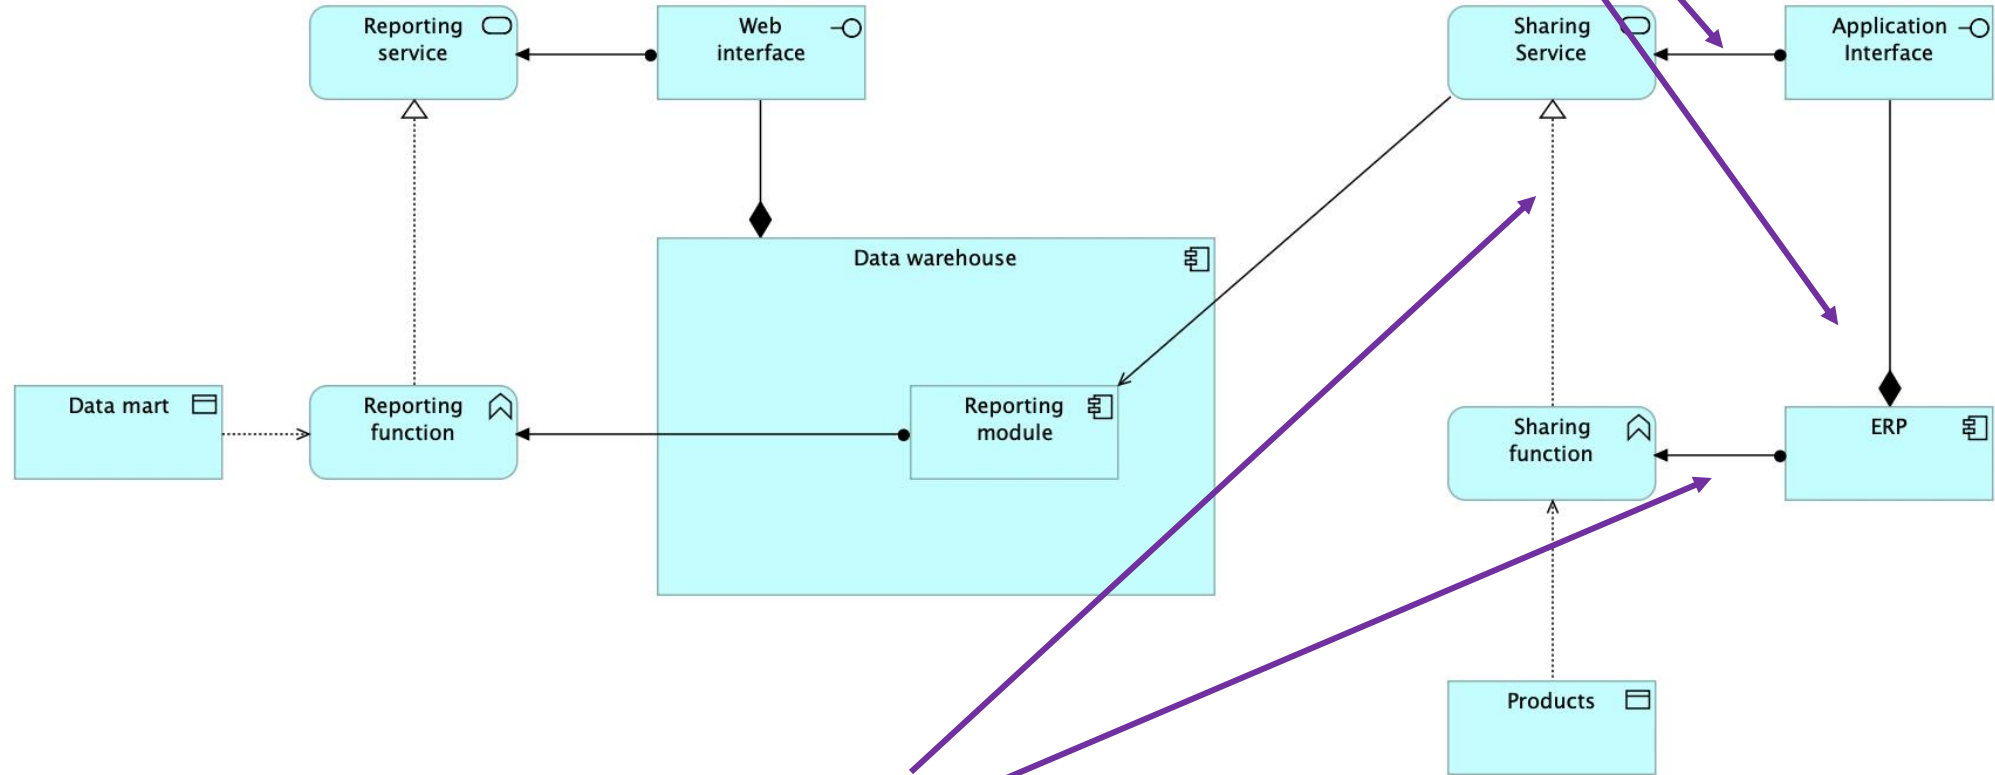 Reporting
service
Web
interface
Sharing
Service
Application
Interface
Data warehouse
Data mart
Reporting
function
Reporting
module
Sharing
function
ERP
Products